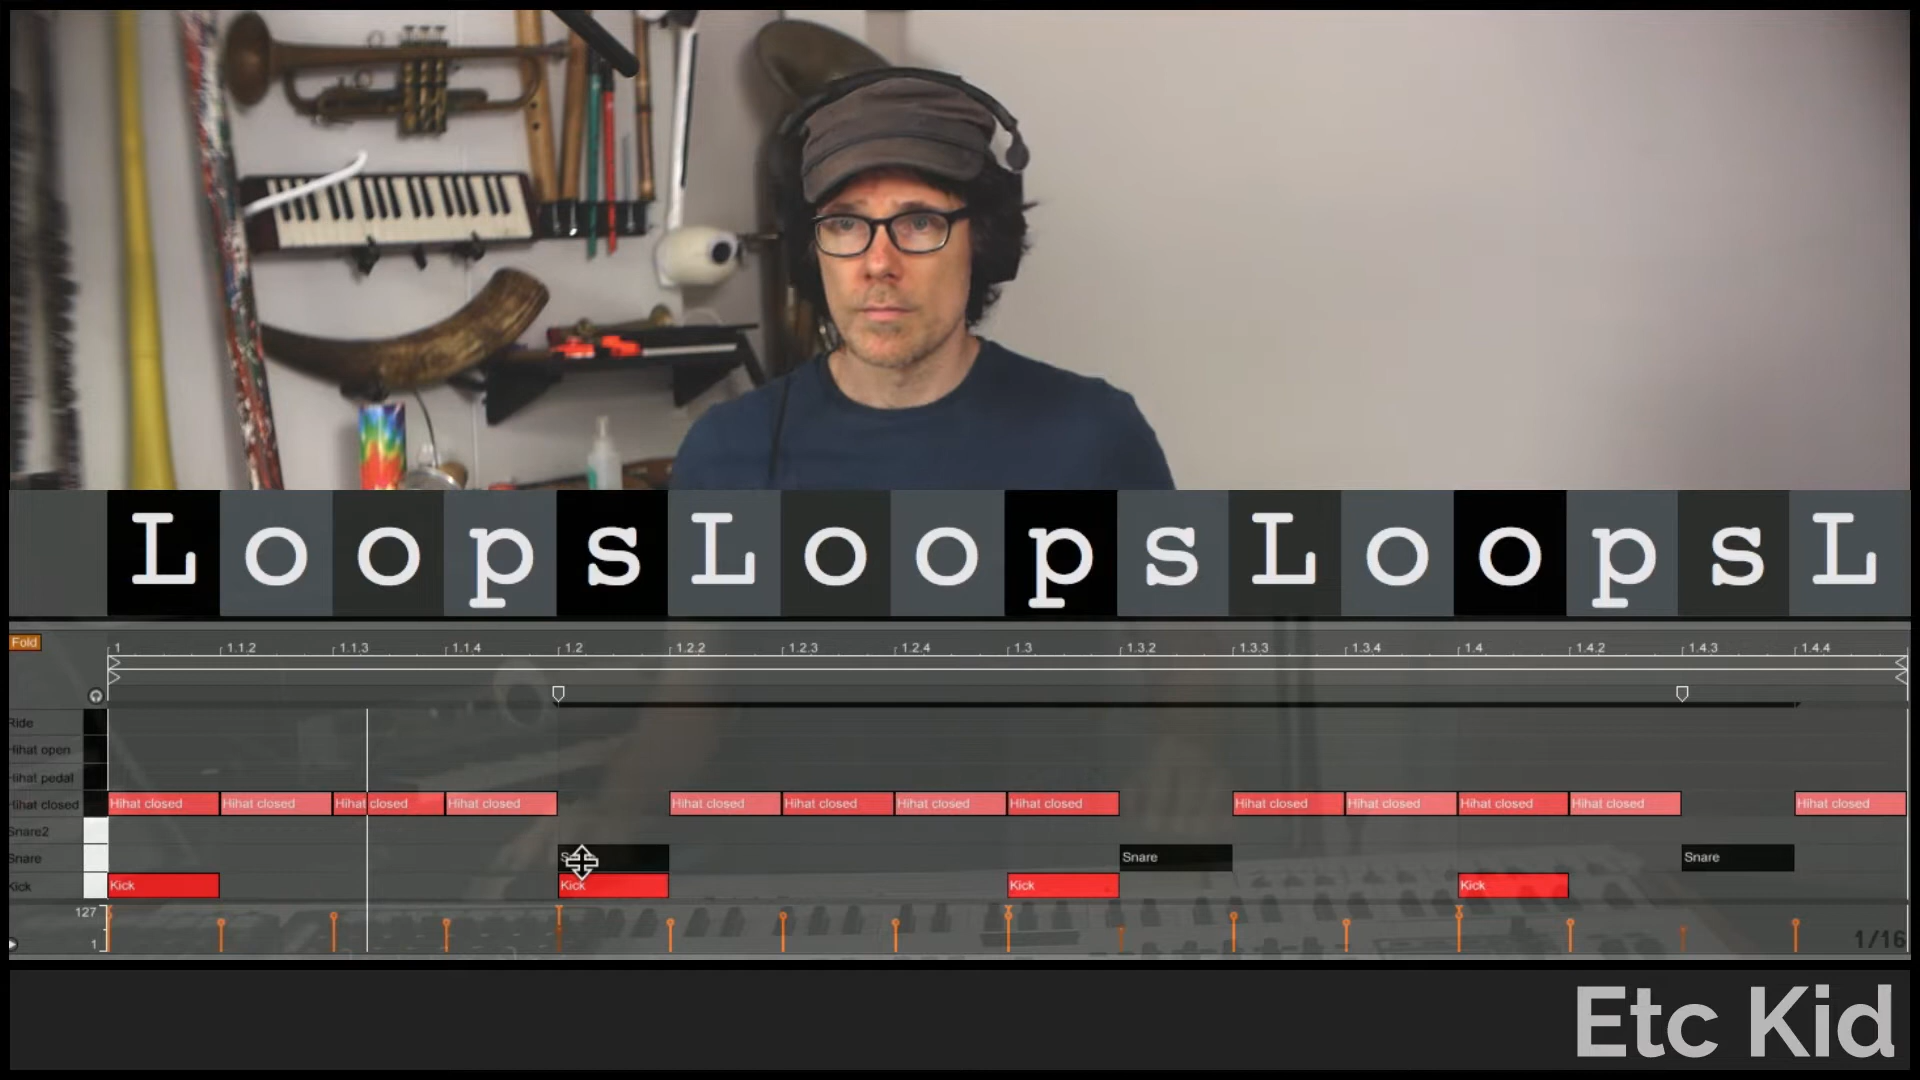 LoopsLoopsLoopsL
Fold
1 1.1.2 1.1.3 1.1.4 1.2 1.2.2 1.2.3 1.2.4 1.3 1.3.2 1.3.3 1.3.4 1.4 1.4.2 1.4.3 1.4.4
Ride
Hihat open
Hihat pedal
Hihat closed Hihat closed Hihat closed Hihat closed Hihat closed Hihat closed Hihat closed Hihat closed Hihat closed Hihat closed Hihat closed Hihat closed Hihat closed Hihat closed
Snare2
Snare Snare Snare
Kick Kick Kick Kick Kick
127
1
1/16
Etc Kid